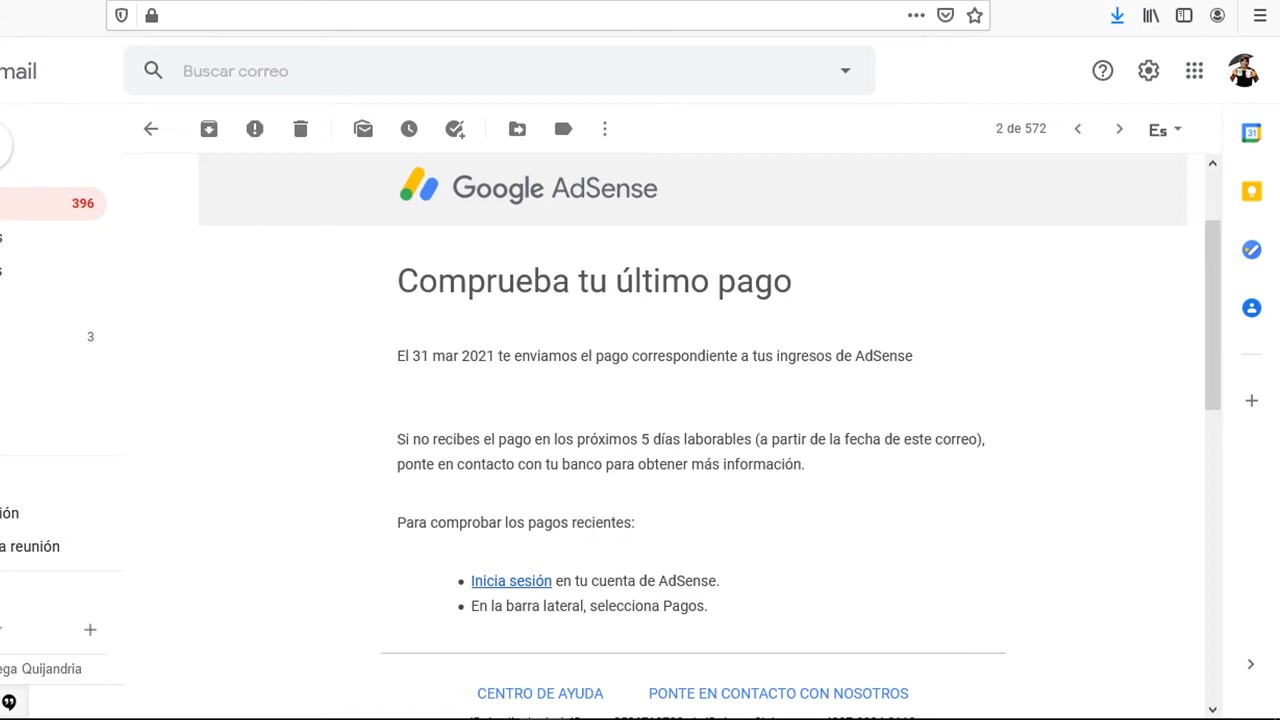 mail
Buscar correo
2 de 572
Es
31
396
3
Google AdSense
Comprueba tu último pago
El 31 mar 2021 te enviamos el pago correspondiente a tus ingresos de AdSense
Si no recibes el pago en los próximos 5 días laborables (a partir de la fecha de este correo),
ponte en contacto con tu banco para obtener más información.
Para comprobar los pagos recientes:
• Inicia sesión en tu cuenta de AdSense.
• En la barra lateral, selecciona Pagos.
ión
a reunión
ega Quijandria
CENTRO DE AYUDA PONTE EN CONTACTO CON NOSOTROS